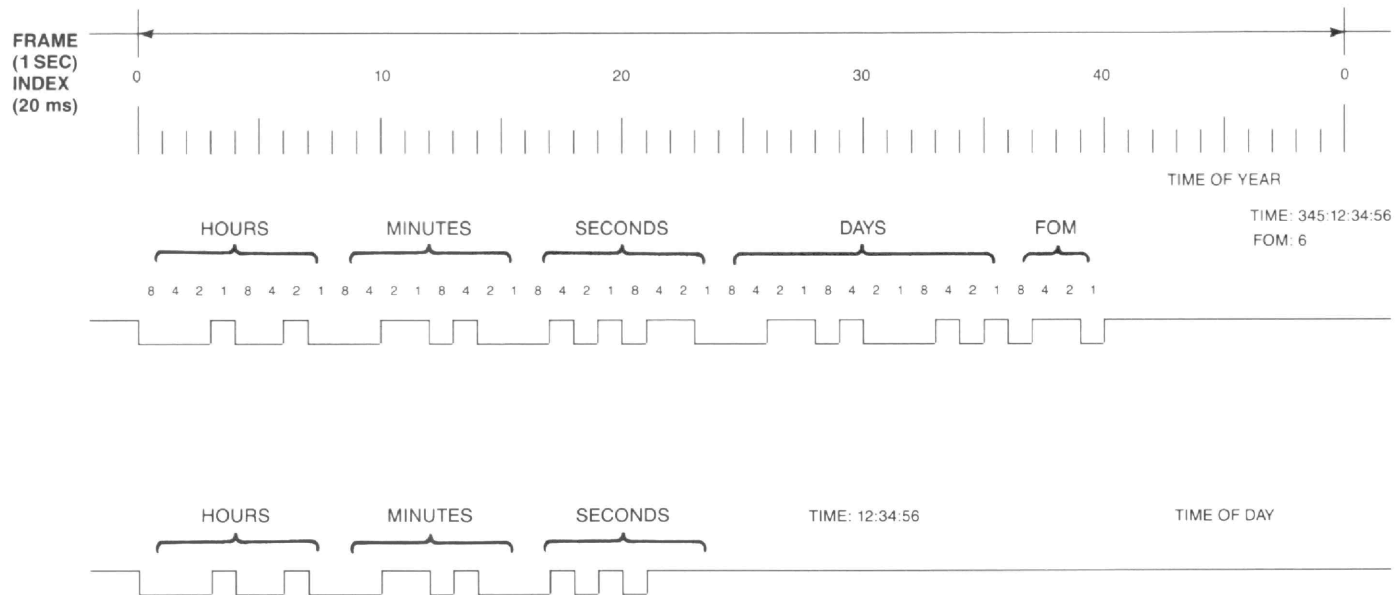 FRAME
(1 SEC)
INDEX
(20 ms)
0 10 20 30 40 0
TIME OF YEAR
TIME: 345:12:34:56
FOM: 6
HOURS MINUTES SECONDS DAYS FOM
8 4 2 1 8 4 2 1 8 4 2 1 8 4 2 1 8 4 2 1 8 4 2 1 8 4 2 1 8 4 2 1 8 4 2 1 8 4 2 1
HOURS MINUTES SECONDS TIME: 12:34:56 TIME OF DAY